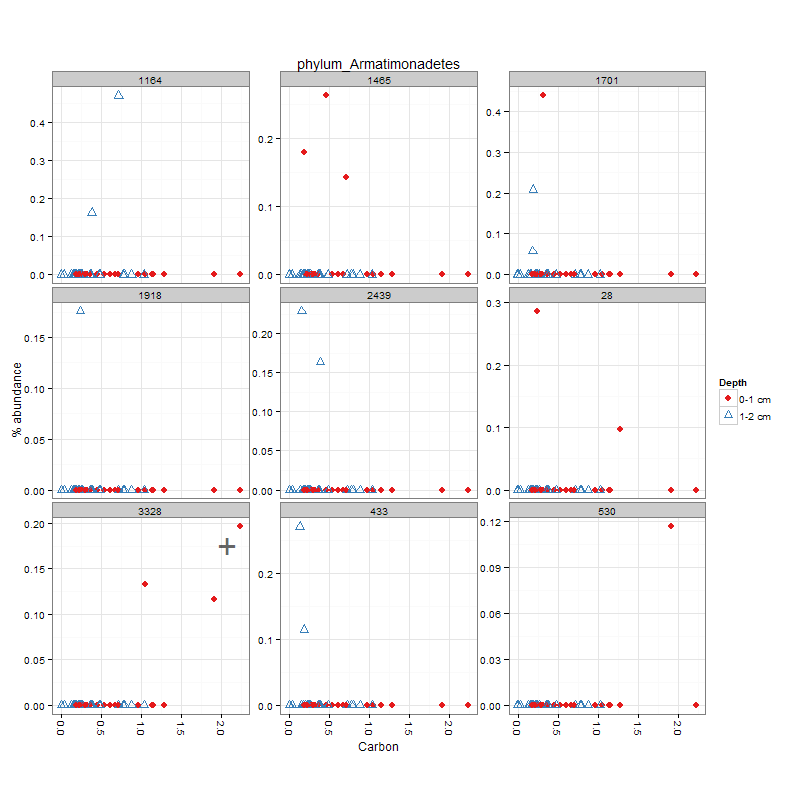 phylum_Armatimonadetes
1164 1465 1701
0.4 0.3 0.2 0.1 0.0
0.2 0.1 0.0
0.4 0.3 0.2 0.1 0.0
1918 2439 28
0.15 0.10 0.05 0.00
0.20 0.15 0.10 0.05 0.00
0.3 0.2 0.1 0.0
3328 433 530
0.20 0.15 0.10 0.05 0.00
0.2 0.1 0.0
0.12 0.09 0.06 0.03 0.00
0.0 0.5 1.0 1.5 2.0
0.0 0.5 1.0 1.5 2.0
0.0 0.5 1.0 1.5 2.0
Carbon
% abundance
Depth
0-1 cm
1-2 cm